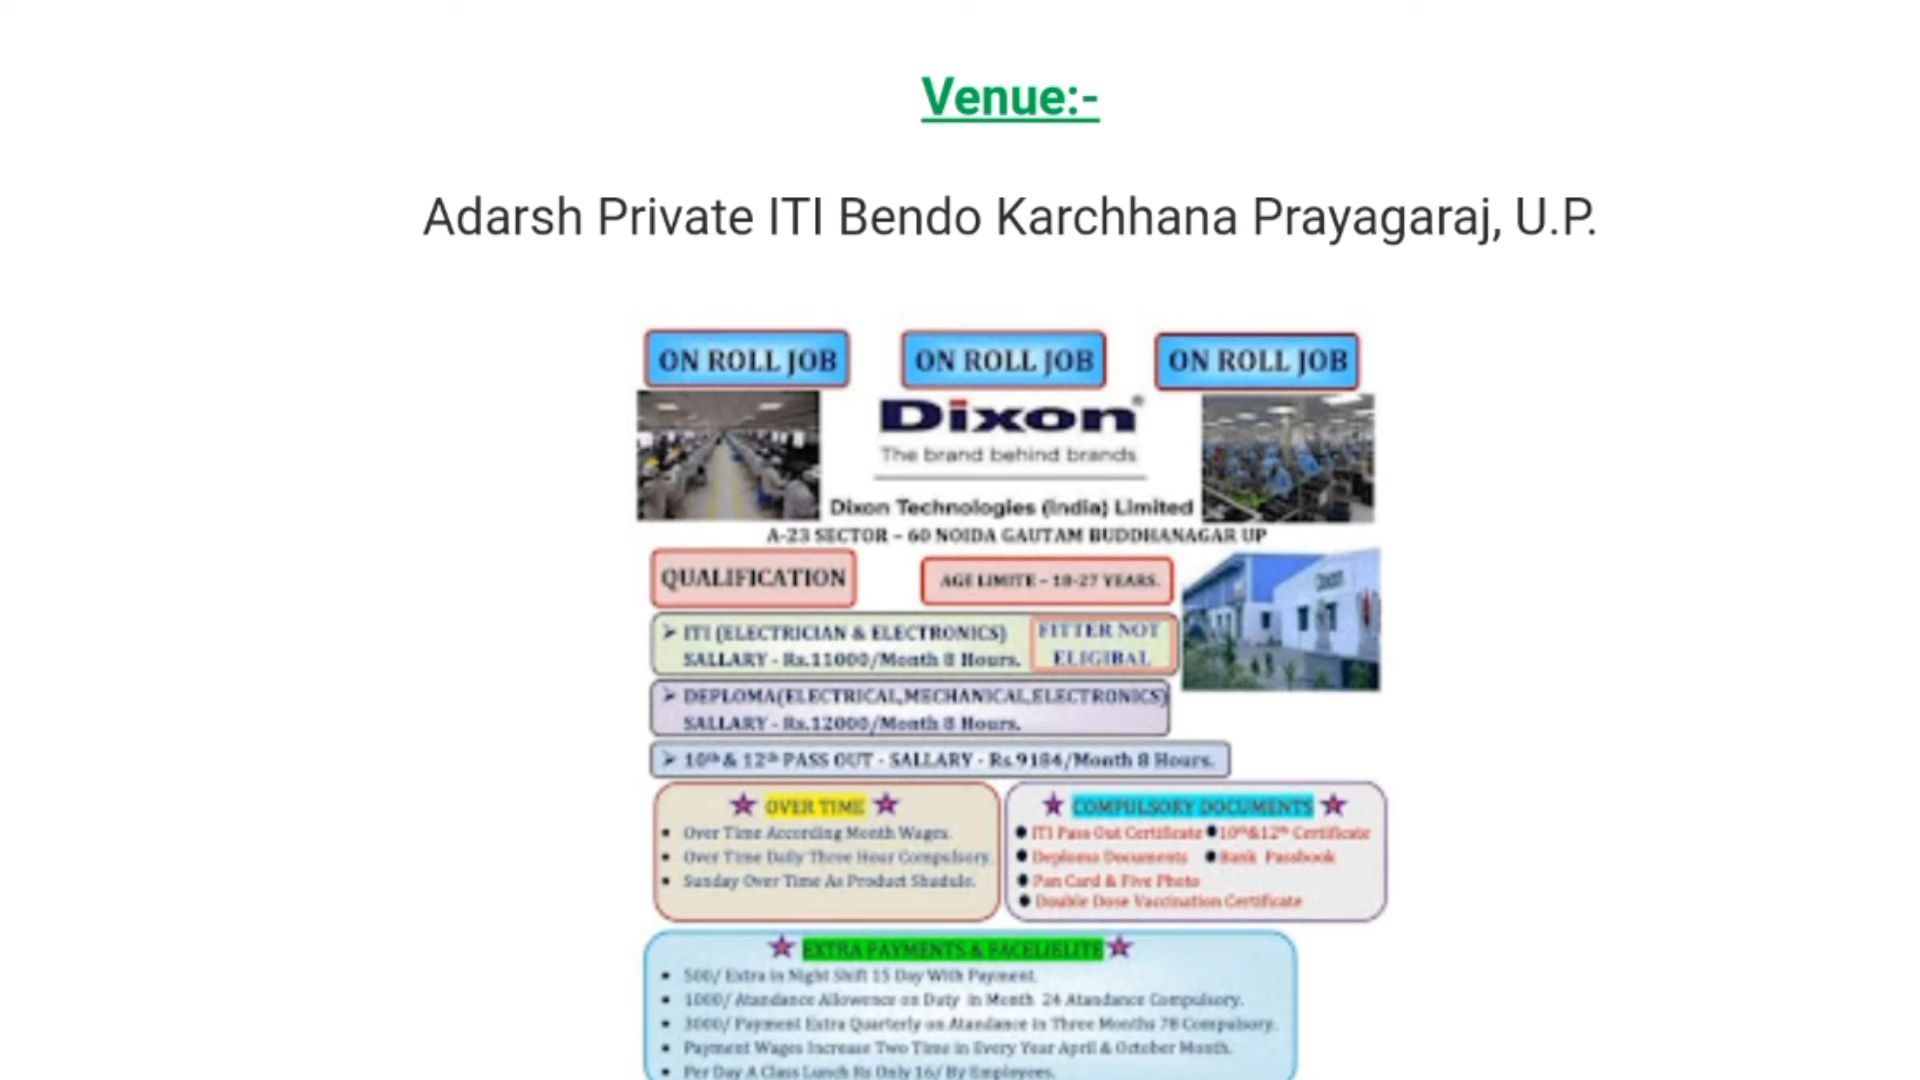 Venue:-
Adarsh Private ITI Bendo Karchhana Prayagaraj, U.P.
ON ROLL JOB ON ROLL JOB ON ROLL JOB
Dixon
The brand behind brands
Dixon Technologies (India) Limited
A-23 SECTOR – 60 NOIDA GAUTAM BUDDHANAGAR UP
QUALIFICATION
AGE LIMITE – 18-27 YEARS.
Dixon
➢ ITI (ELECTRICIAN & ELECTRONICS)
SALLARY - Rs.11000/Month 8 Hours.
FITTER NOT
ELIGIBAL
➢ DEPLOMA(ELECTRICAL,MECHANICAL,ELECTRONICS)
SALLARY - Rs.12000/Month 8 Hours.
➢ 10th & 12th PASS OUT - SALLARY - Rs.9184/Month 8 Hours.
OVER TIME
• Over Time According Month Wages.
• Over Time Daily Three Hour Compulsory.
• Sunday Over Time As Product Shadule.
COMPULSORY DOCUMENTS
● ITI Pass Out Certificate ● 10th&12th Certificate
● Deploma Documents ● Bank Passbook
● Pan Card & Five Photo
● Double Dose Vaccination Certificate
EXTRA PAYMENTS & FACELIELITE
• 500/ Extra in Night Shift 15 Day With Payment.
• 1000/ Atandance Allowence on Duty in Month 24 Atandance Compulsory.
• 3000/ Payment Extra Quarterly on Atandance in Three Months 78 Compulsory.
• Payment Wages Increase Two Time in Every Year April & October Month.
• Per Day A Class Lunch Rs Only 16/ By Employees.